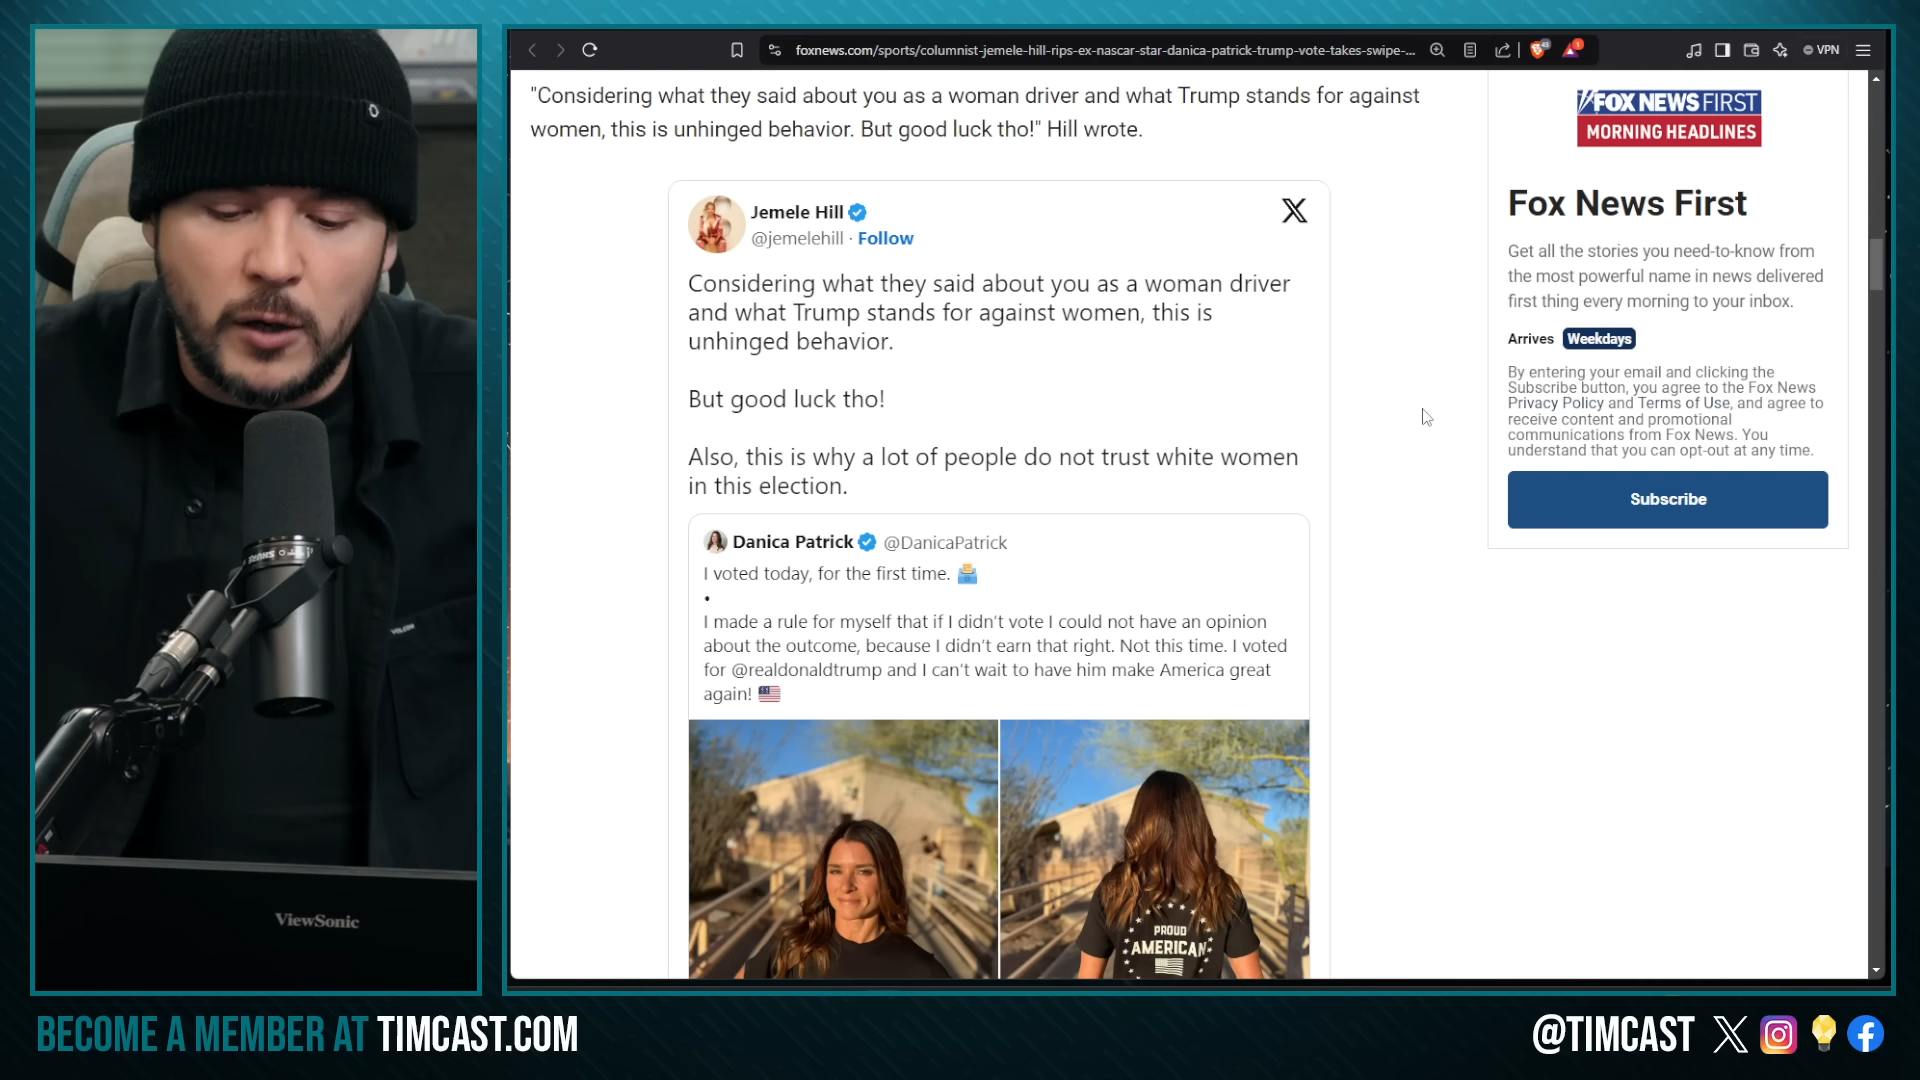 foxnews.com/sports/columnist-jemele-hill-rips-ex-nascar-star-danica-patrick-trump-vote-takes-swipe-...
VPN
"Considering what they said about you as a woman driver and what Trump stands for against
women, this is unhinged behavior. But good luck tho!" Hill wrote.
Jemele Hill
@jemelehill · Follow
Considering what they said about you as a woman driver
and what Trump stands for against women, this is
unhinged behavior.
But good luck tho!
Also, this is why a lot of people do not trust white women
in this election.
Danica Patrick @DanicaPatrick
I voted today, for the first time. 🗳️
•
I made a rule for myself that if I didn't vote I could not have an opinion
about the outcome, because I didn't earn that right. Not this time. I voted
for @realdonaldtrump and I can't wait to have him make America great
again! 🇺🇸
PROUD
AMERICAN
FOX NEWS FIRST
MORNING HEADLINES
Fox News First
Get all the stories you need-to-know from
the most powerful name in news delivered
first thing every morning to your inbox.
Arrives Weekdays
By entering your email and clicking the
Subscribe button, you agree to the Fox News
Privacy Policy and Terms of Use, and agree to
receive content and promotional
communications from Fox News. You
understand that you can opt-out at any time.
Subscribe
SHURE
VOLCOM
ViewSonic
BECOME A MEMBER AT TIMCAST.COM
@TIMCAST